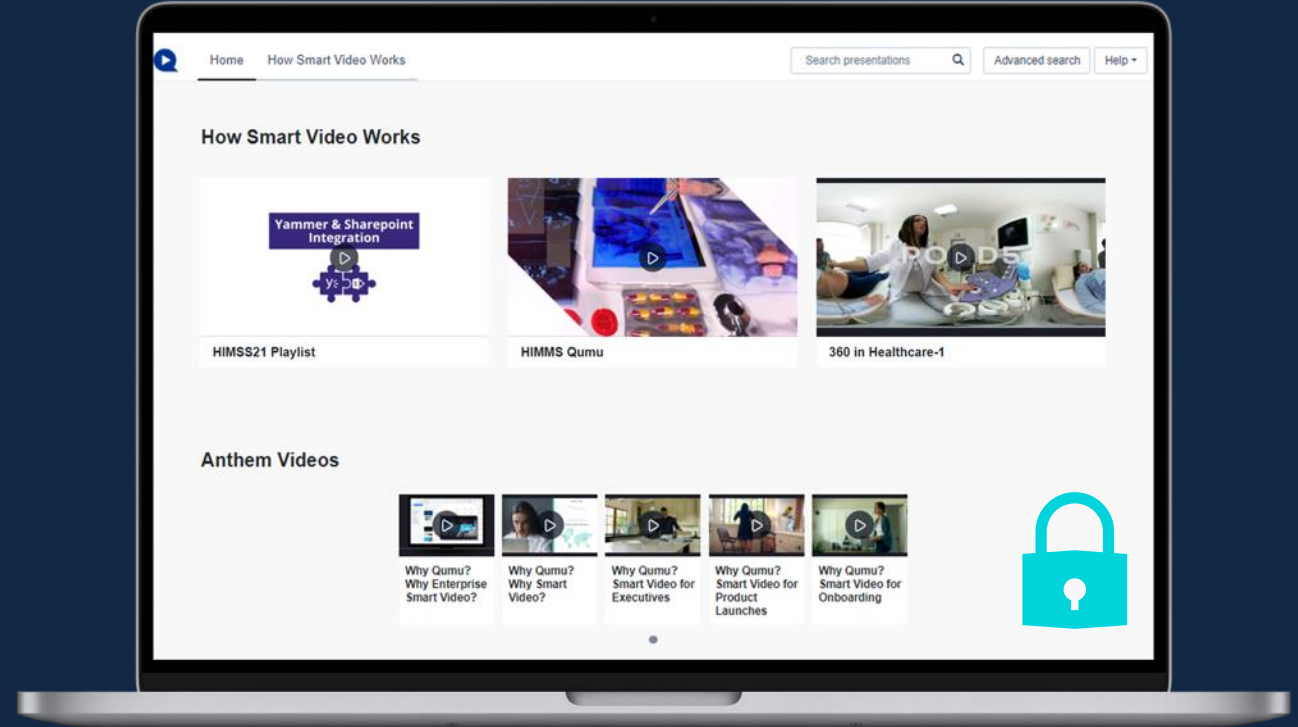 Home How Smart Video Works Search presentations Advanced search Help
How Smart Video Works
Yammer & Sharepoint
Integration
HIMSS21 Playlist
HIMMS Qumu
360 in Healthcare-1
Anthem Videos
Why Qumu?
Why Enterprise
Smart Video?
Why Qumu?
Why Smart
Video?
Why Qumu?
Smart Video for
Executives
Why Qumu?
Smart Video for
Product
Launches
Why Qumu?
Smart Video for
Onboarding